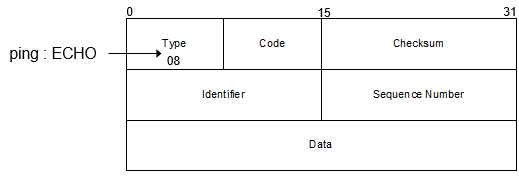 0 15 31
Type Code Checksum
ping : ECHO
08
Identifier Sequence Number
Data